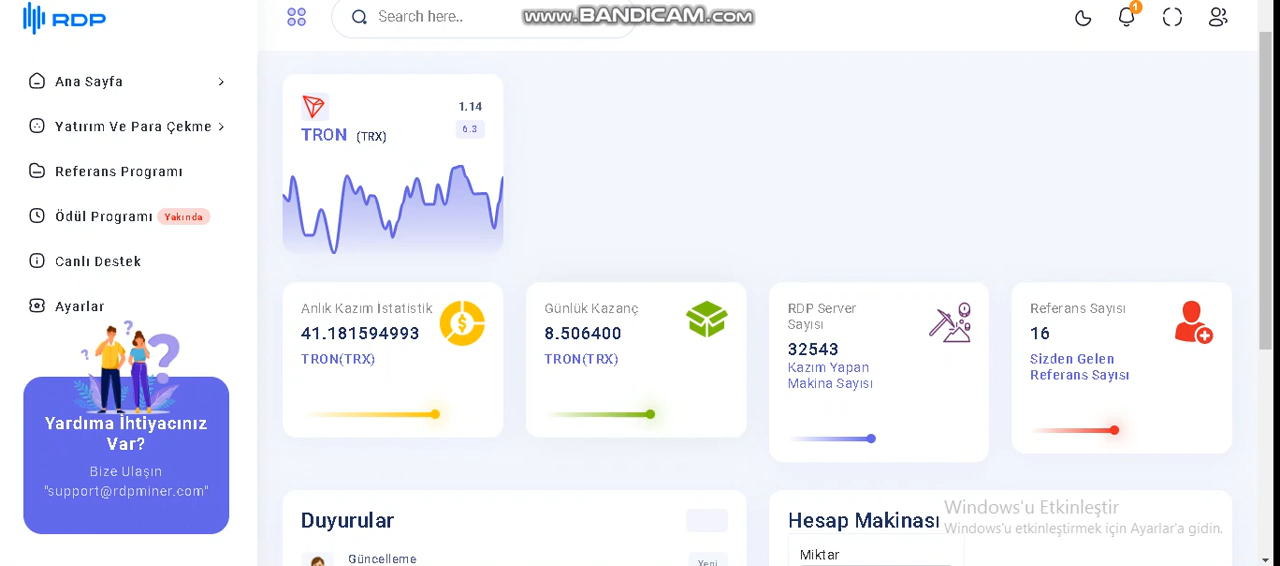 RDP
Search here..
www.BANDICAM.com
1
Ana Sayfa
Yatırım Ve Para Çekme
Referans Programı
Ödül Programı Yakında
Canlı Destek
Ayarlar
Yardıma İhtiyacınız
Var?
Bize Ulaşın
"support@rdpminer.com"
1.14
6.3
TRON (TRX)
Anlık Kazım İstatistik
41.181594993
TRON(TRX)
Günlük Kazanç
8.506400
TRON(TRX)
RDP Server
Sayısı
32543
Kazım Yapan
Makina Sayısı
Referans Sayısı
16
Sizden Gelen
Referans Sayısı
Duyurular
Güncelleme
Yeni
Hesap Makinası
Miktar
Windows'u Etkinleştir
Windows'u etkinleştirmek için Ayarlar'a gidin.